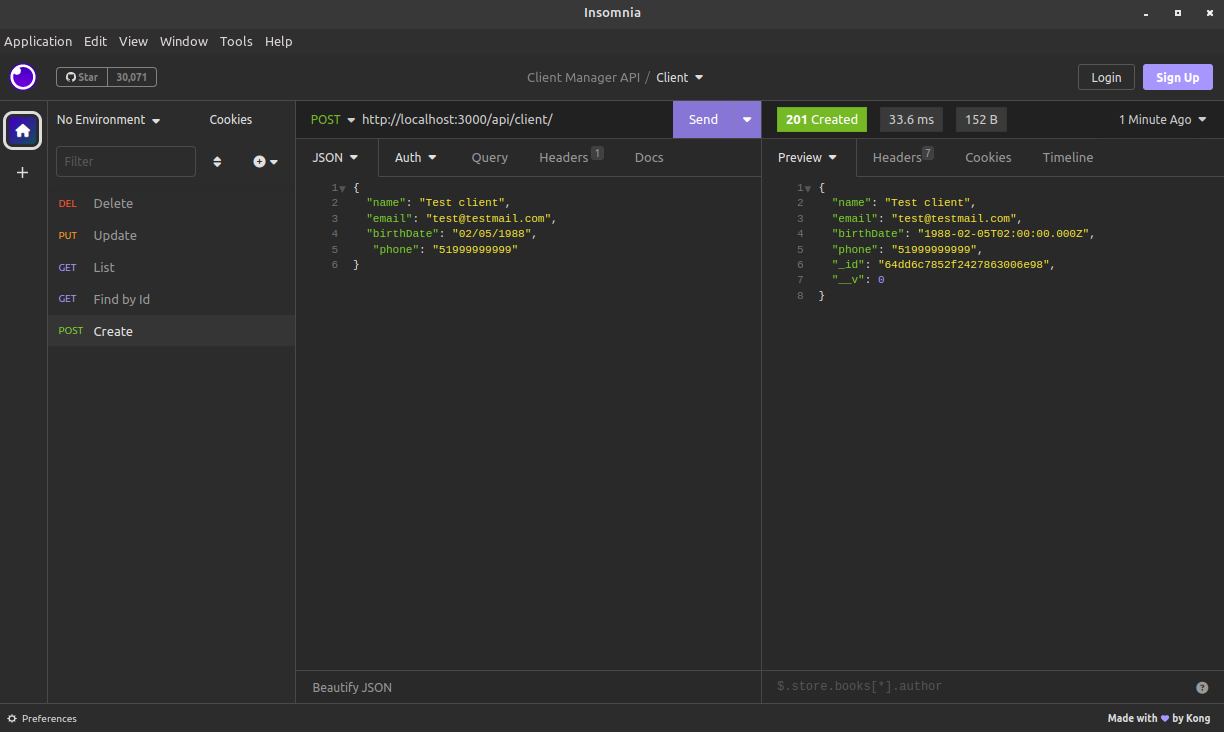 Insomnia
Application Edit View Window Tools Help
Star 30,071
Client Manager API / Client
Login
Sign Up
No Environment
Cookies
Filter
DEL Delete
PUT Update
GET List
GET Find by Id
POST Create
POST http://localhost:3000/api/client/
Send
JSON Auth Query Headers 1 Docs
1 {
2 "name": "Test client",
3 "email": "test@testmail.com",
4 "birthDate": "02/05/1988",
5 "phone": "51999999999"
6 }
Beautify JSON
201 Created 33.6 ms 152 B 1 Minute Ago
Preview Headers 7 Cookies Timeline
1 {
2 "name": "Test client",
3 "email": "test@testmail.com",
4 "birthDate": "1988-02-05T02:00:00.000Z",
5 "phone": "51999999999",
6 "_id": "64dd6c7852f2427863006e98",
7 "__v": 0
8 }
$.store.books[*].author
?
Preferences
Made with ♥ by Kong